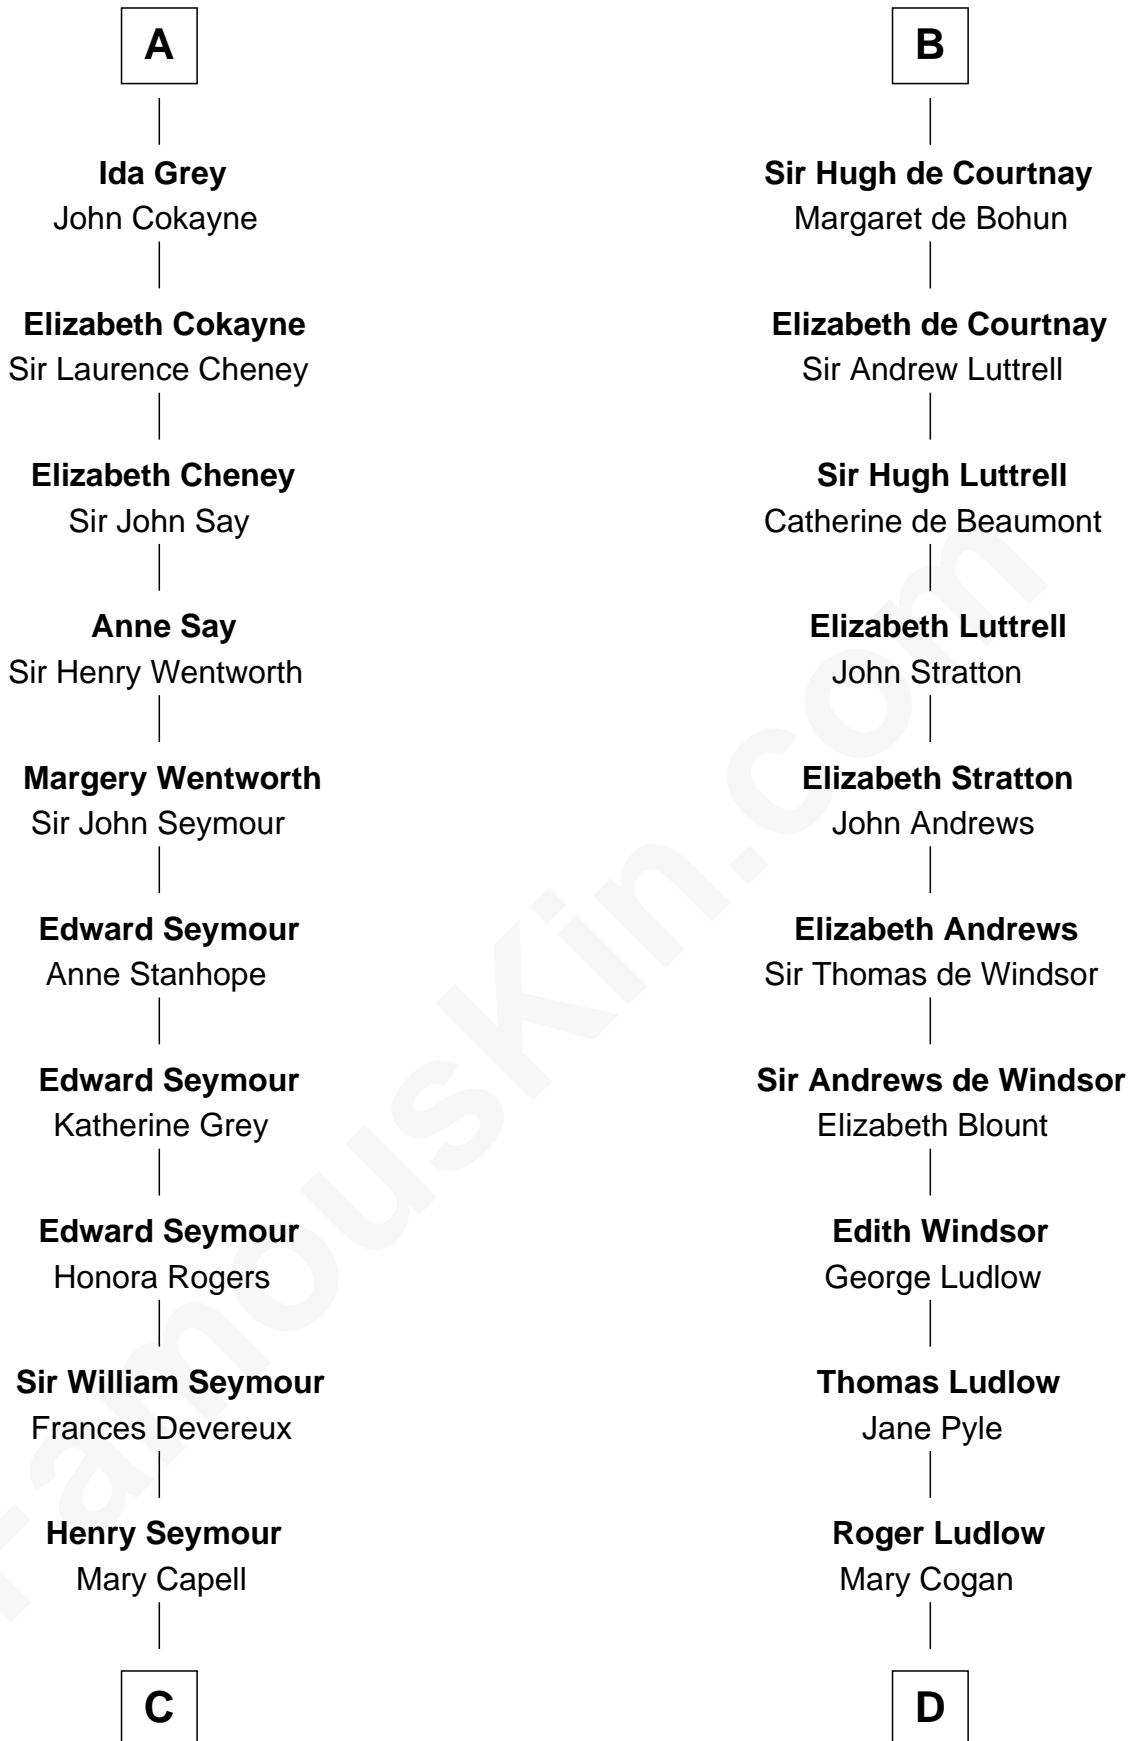 A
Ida Grey
John Cokayne
Elizabeth Cokayne
Sir Laurence Cheney
Elizabeth Cheney
Sir John Say
Anne Say
Sir Henry Wentworth
Margery Wentworth
Sir John Seymour
Edward Seymour
Anne Stanhope
Edward Seymour
Katherine Grey
Edward Seymour
Honora Rogers
Sir William Seymour
Frances Devereux
Henry Seymour
Mary Capell
C
B
Sir Hugh de Courtnay
Margaret de Bohun
Elizabeth de Courtnay
Sir Andrew Luttrell
Sir Hugh Luttrell
Catherine de Beaumont
Elizabeth Luttrell
John Stratton
Elizabeth Stratton
John Andrews
Elizabeth Andrews
Sir Thomas de Windsor
Sir Andrews de Windsor
Elizabeth Blount
Edith Windsor
George Ludlow
Thomas Ludlow
Jane Pyle
Roger Ludlow
Mary Cogan
D
FamousKin.com